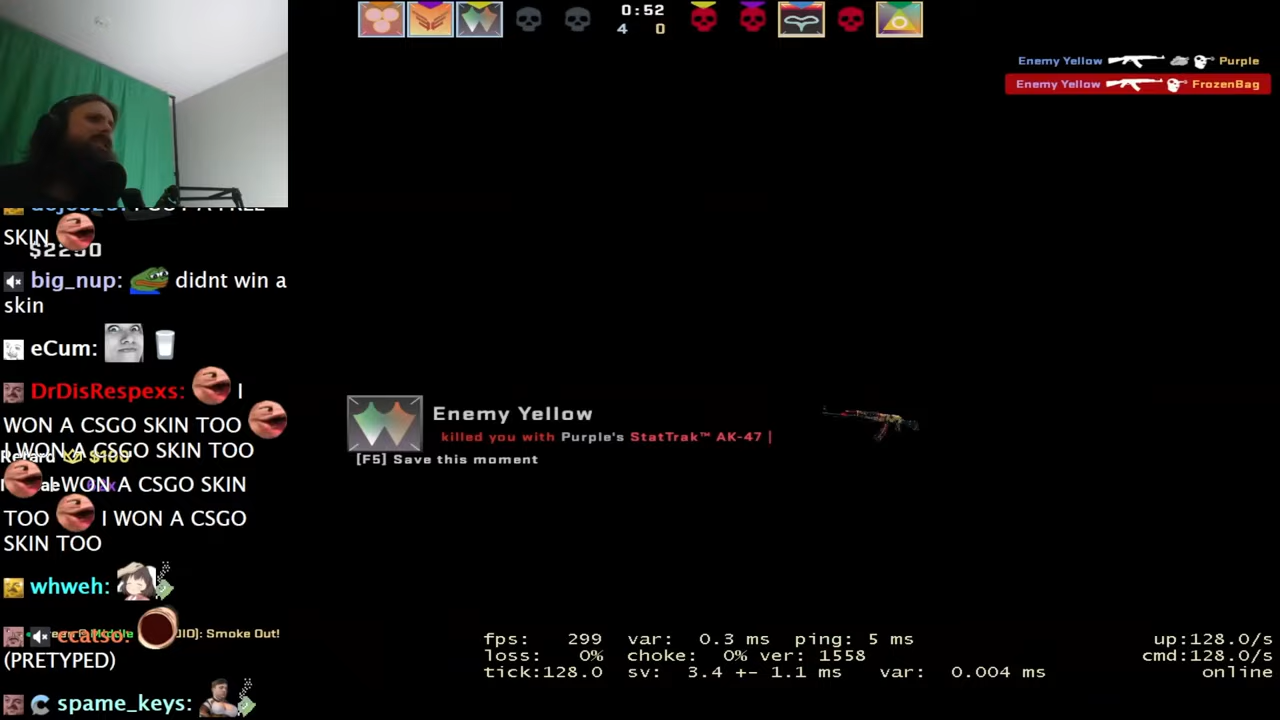 0:52
4 0
Enemy Yellow Purple
Enemy Yellow FrozenBag
SKIN
$2250
big_nup: didnt win a
skin
eCum:
DrDisRespexs: I
WON A CSGO SKIN TOO
I WON A CSGO SKIN TOO
$100
I WON A CSGO SKIN
TOO I WON A CSGO
SKIN TOO
whweh:
ccatso:
Smoke Out!
(PRETYPED)
spame_keys:
Enemy Yellow
killed you with Purple's StatTrak™ AK-47 |
[F5] Save this moment
fps: 299 var: 0.3 ms ping: 5 ms
loss: 0% choke: 0% ver: 1558
tick:128.0 sv: 3.4 +- 1.1 ms var: 0.004 ms
up:128.0/s
cmd:128.0/s
online